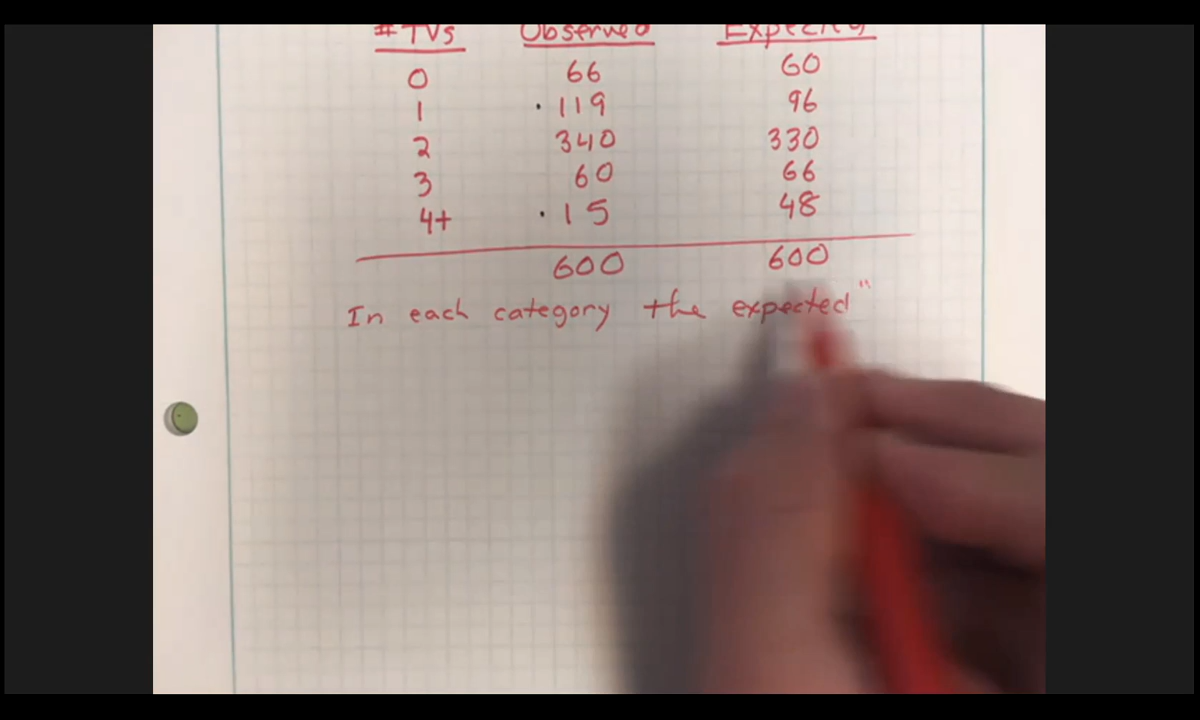 # TVs Observed
0 66 60
1 119 96
2 340 330
3 60 66
4+ 15 48
600 600
In each category the expected"